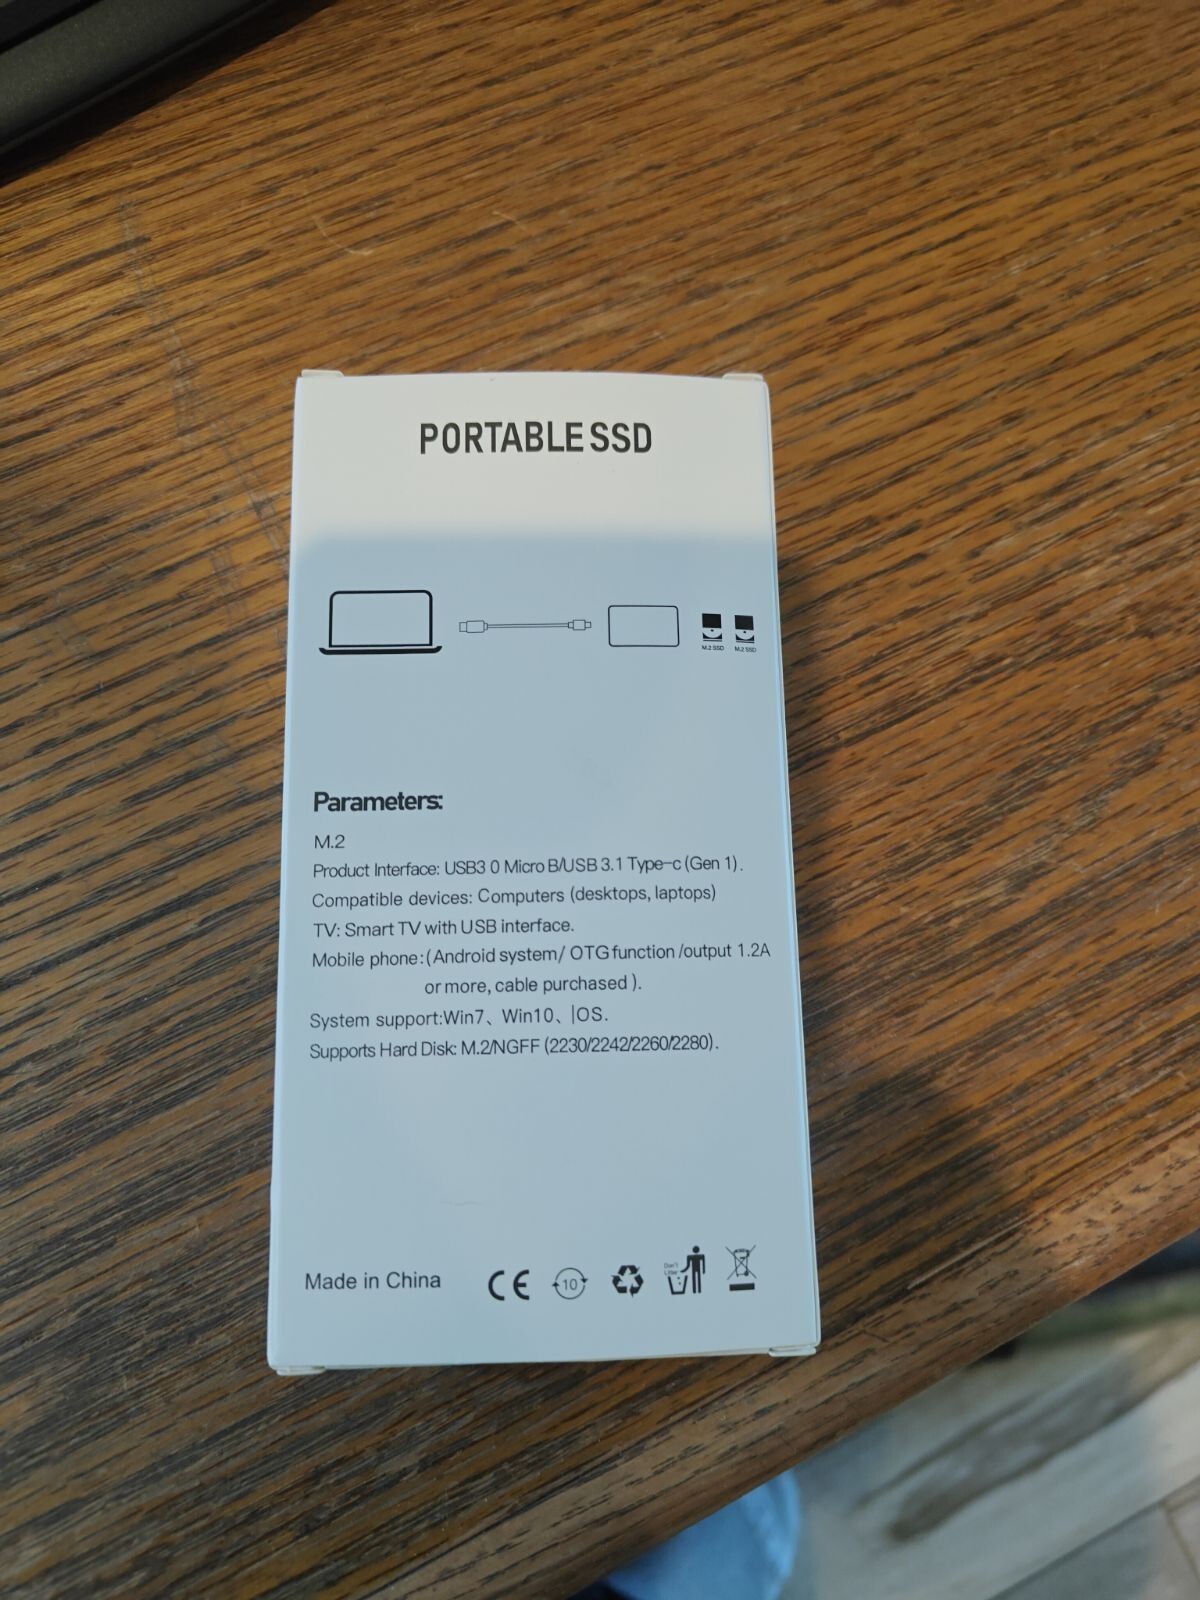 PORTABLE SSD
M.2 SSD M.2 SSD
Parameters:
M.2
Product Interface: USB3 0 Micro B/USB 3.1 Type-c (Gen 1).
Compatible devices: Computers (desktops, laptops)
TV: Smart TV with USB interface.
Mobile phone:(Android system/ OTG function /output 1.2A
or more, cable purchased ).
System support:Win7、Win10、|OS.
Supports Hard Disk: M.2/NGFF (2230/2242/2260/2280).
Made in China CE 10 Don't
Litter